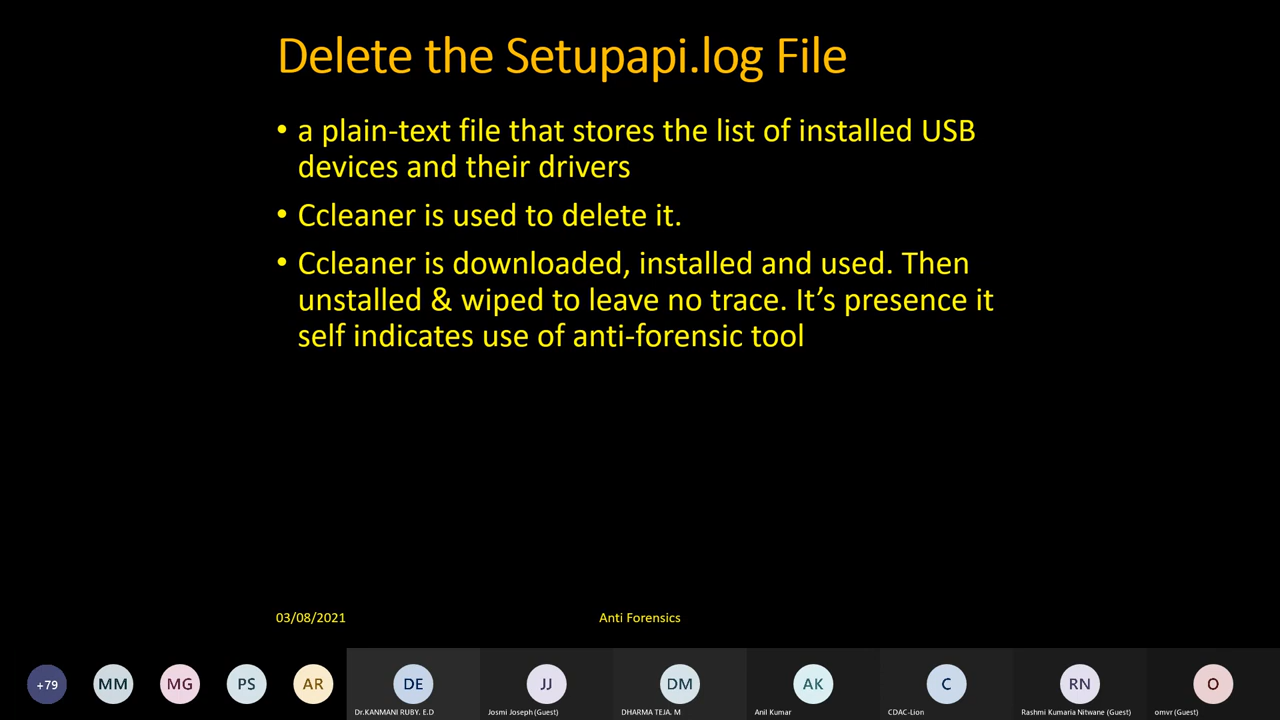 Delete the Setupapi.log File
• a plain-text file that stores the list of installed USB
devices and their drivers
• Ccleaner is used to delete it.
• Ccleaner is downloaded, installed and used. Then
unstalled & wiped to leave no trace. It’s presence it
self indicates use of anti-forensic tool
03/08/2021
Anti Forensics
+79
MM
MG
PS
AR
DE
JJ
DM
AK
C
RN
O
Dr.KANMANI RUBY. E.D
Josmi Joseph (Guest)
DHARMA TEJA. M
Anil Kumar
CDAC-Lion
Rashmi Kumaria Nitwane (Guest)
omvr (Guest)